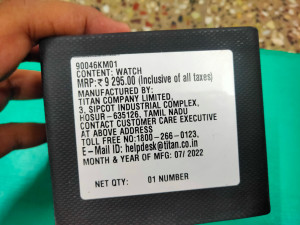 90046KM01
CONTENT: WATCH
MRP: ₹ 9 295.00 (Inclusive of all taxes)
MANUFACTURED BY:
TITAN COMPANY LIMITED,
3, SIPCOT INDUSTRIAL COMPLEX,
HOSUR - 635126, TAMIL NADU
CONTACT CUSTOMER CARE EXECUTIVE
AT ABOVE ADDRESS
TOLL FREE NO:1800-266-0123,
E-Mail ID: helpdesk@titan.co.in
MONTH & YEAR OF MFG: 07/ 2022
NET QTY: 01 NUMBER